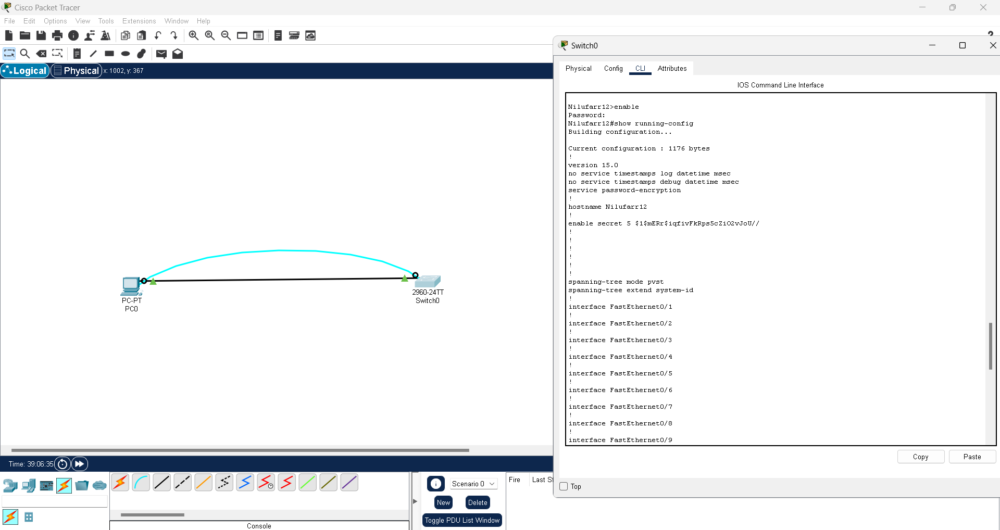 Cisco Packet Tracer
File Edit Options View Tools Extensions Window Help
Logical Physical x: 1002, y: 367
PC-PT
PC0
2960-24TT
Switch0
Time: 39:06:35
Scenario 0
New Delete
Toggle PDU List Window
Fire Last St
Console
Switch0
Physical Config CLI Attributes
IOS Command Line Interface
Nilufarr12>enable
Password:
Nilufarr12#show running-config
Building configuration...
Current configuration : 1176 bytes
!
version 15.0
no service timestamps log datetime msec
no service timestamps debug datetime msec
service password-encryption
!
hostname Nilufarr12
!
enable secret 5 $1$mERr$iqfivFkRps5cZiO2vJoU//
!
!
!
!
!
!
spanning-tree mode pvst
spanning-tree extend system-id
!
interface FastEthernet0/1
!
interface FastEthernet0/2
!
interface FastEthernet0/3
!
interface FastEthernet0/4
!
interface FastEthernet0/5
!
interface FastEthernet0/6
!
interface FastEthernet0/7
!
interface FastEthernet0/8
!
interface FastEthernet0/9
Copy Paste
Top